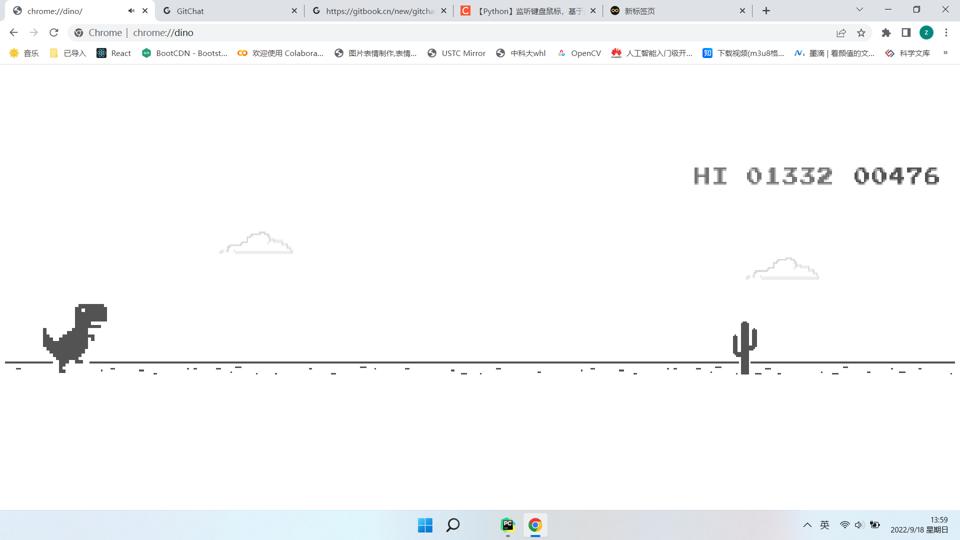 chrome://dino/
GitChat
https://gitbook.cn/new/gitcha
【Python】监听键盘鼠标，基于
新标签页
Chrome | chrome://dino
z
音乐
已导入
React
BootCDN - Bootst...
欢迎使用 Colabora...
图片表情制作,表情...
USTC Mirror
中科大whl
OpenCV
人工智能入门级开...
下载视频(m3u8格...
墨滴 | 看颜值的文...
科学文库
»
HI 01332 00476
英
13:59
2022/9/18 星期日